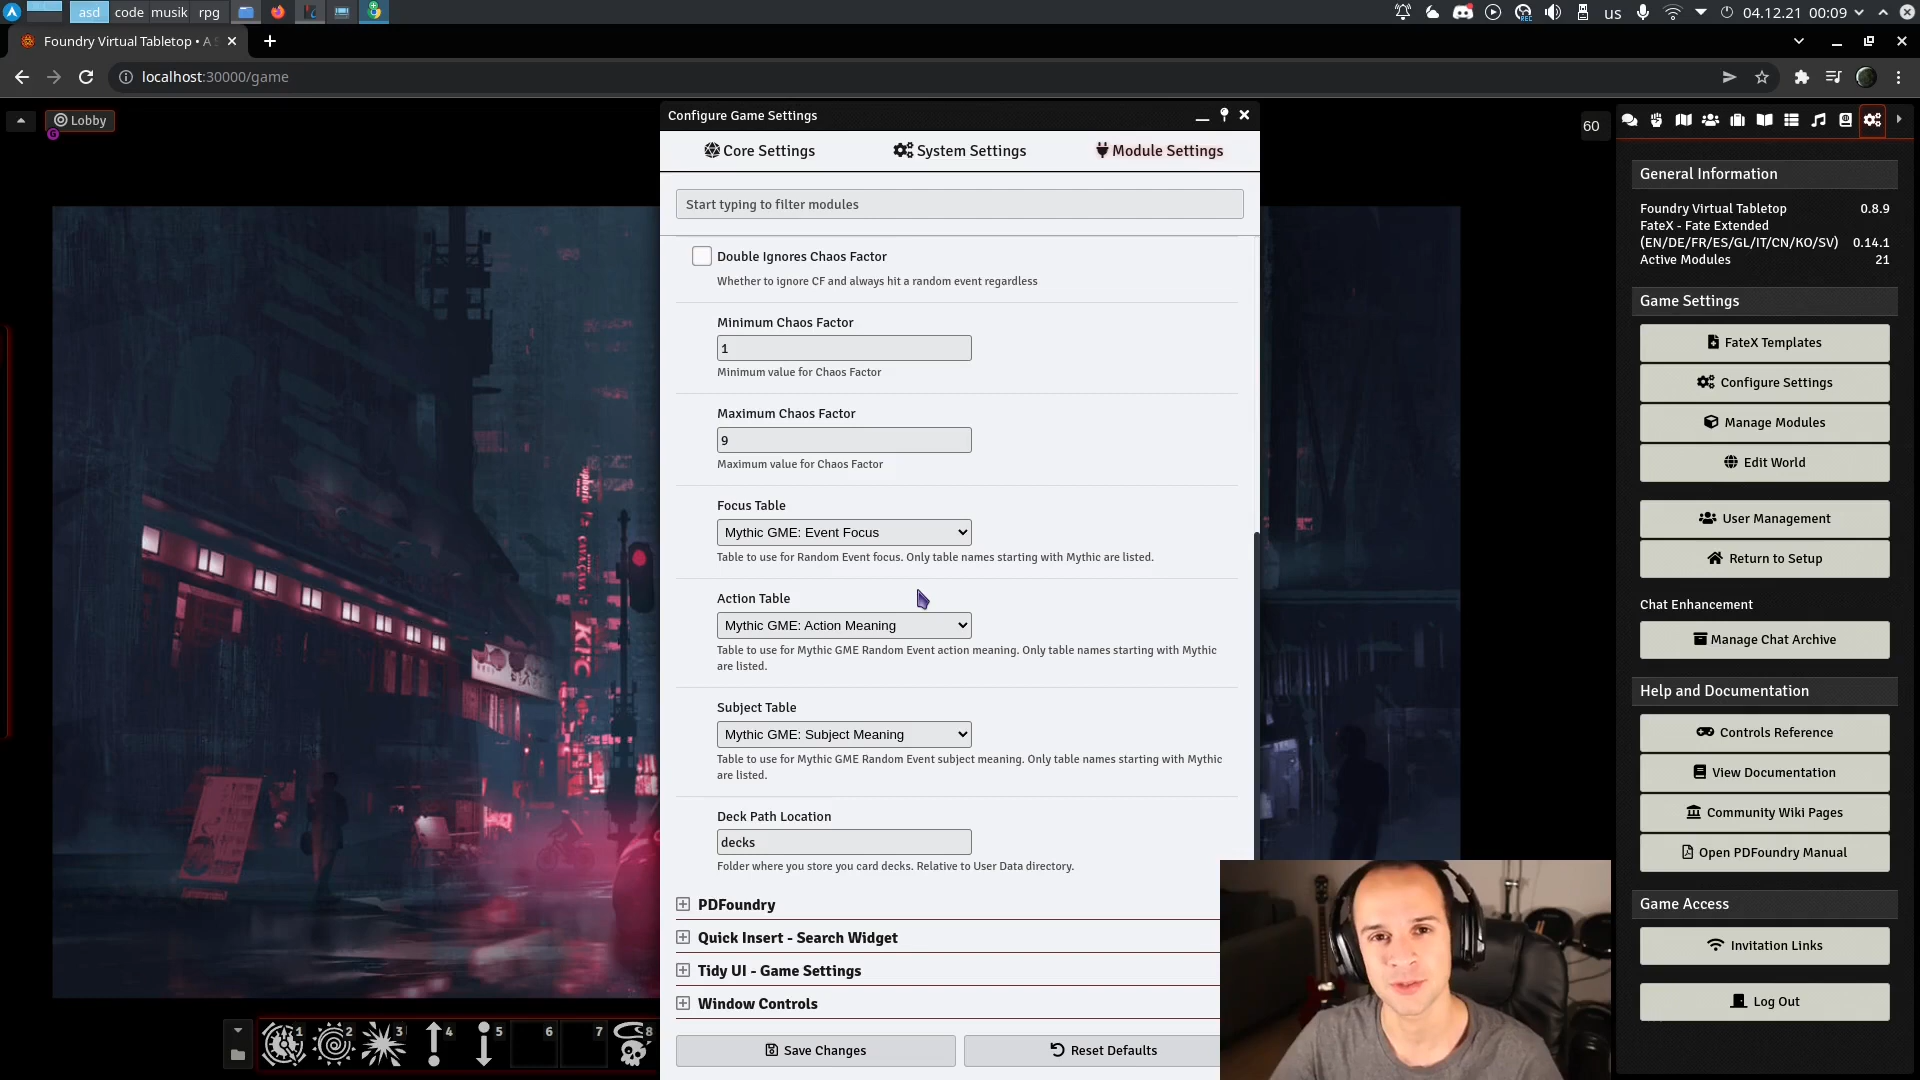 asd code musik rpg
us
04.12.21 00:09
Foundry Virtual Tabletop • A S
localhost:30000/game
Lobby
G
Configure Game Settings
60
Core Settings
System Settings
Module Settings
Start typing to filter modules
Double Ignores Chaos Factor
Whether to ignore CF and always hit a random event regardless
Minimum Chaos Factor
1
Minimum value for Chaos Factor
Maximum Chaos Factor
9
Maximum value for Chaos Factor
Focus Table
Mythic GME: Event Focus
Table to use for Random Event focus. Only table names starting with Mythic are listed.
Action Table
Mythic GME: Action Meaning
Table to use for Mythic GME Random Event action meaning. Only table names starting with Mythic
are listed.
Subject Table
Mythic GME: Subject Meaning
Table to use for Mythic GME Random Event subject meaning. Only table names starting with Mythic
are listed.
Deck Path Location
decks
Folder where you store you card decks. Relative to User Data directory.
PDFoundry
Quick Insert - Search Widget
Tidy UI - Game Settings
Window Controls
Save Changes
Reset Defaults
1 2 3 4 5 6 7 8
General Information
Foundry Virtual Tabletop 0.8.9
FateX - Fate Extended
(EN/DE/FR/ES/GL/IT/CN/KO/SV) 0.14.1
Active Modules 21
Game Settings
FateX Templates
Configure Settings
Manage Modules
Edit World
User Management
Return to Setup
Chat Enhancement
Manage Chat Archive
Help and Documentation
Controls Reference
View Documentation
Community Wiki Pages
Open PDFoundry Manual
Game Access
Invitation Links
Log Out